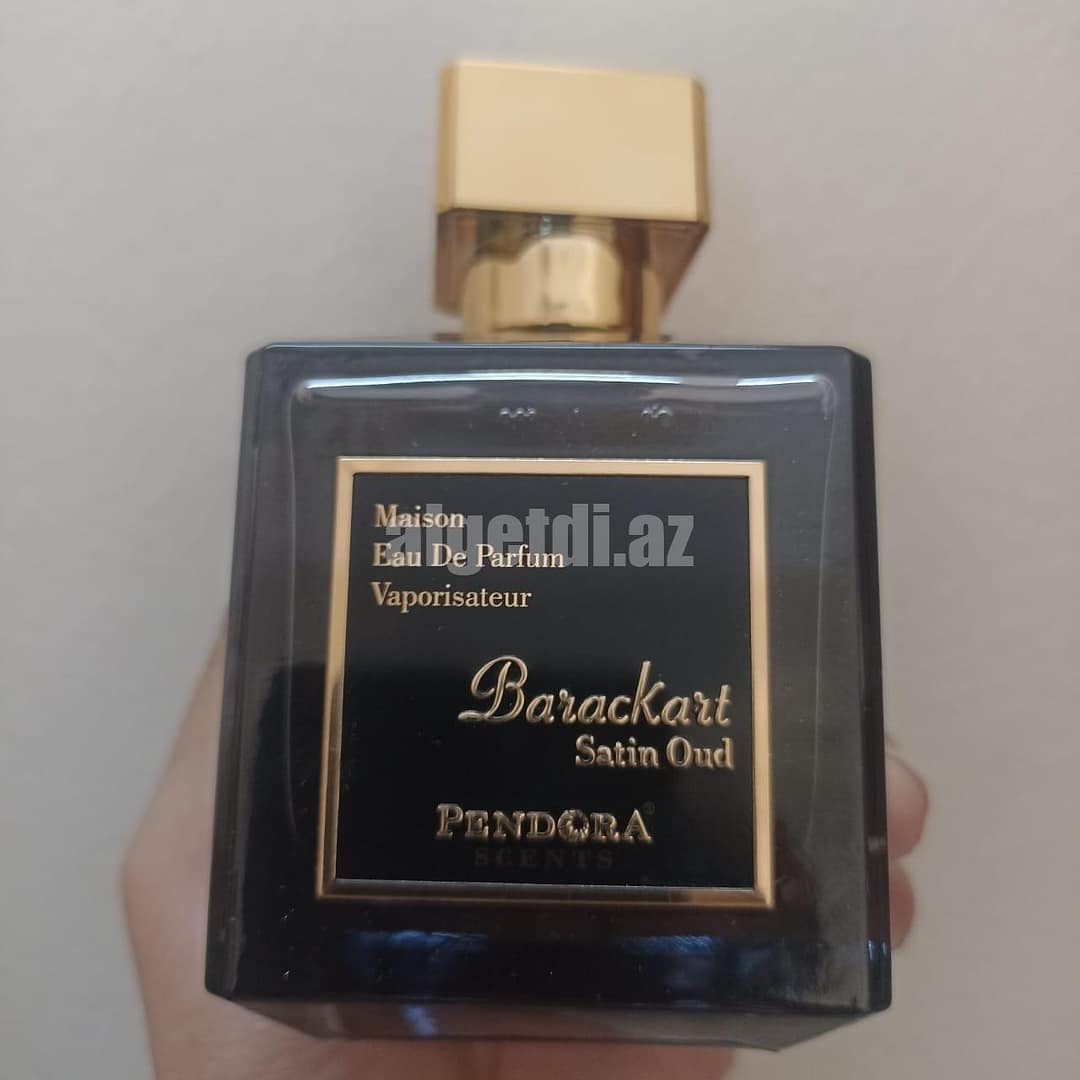 Maison
Eau De Parfum
Vaporisateur
algetdi.az
Barackart
Satin Oud
PENDORA®
SCENTS